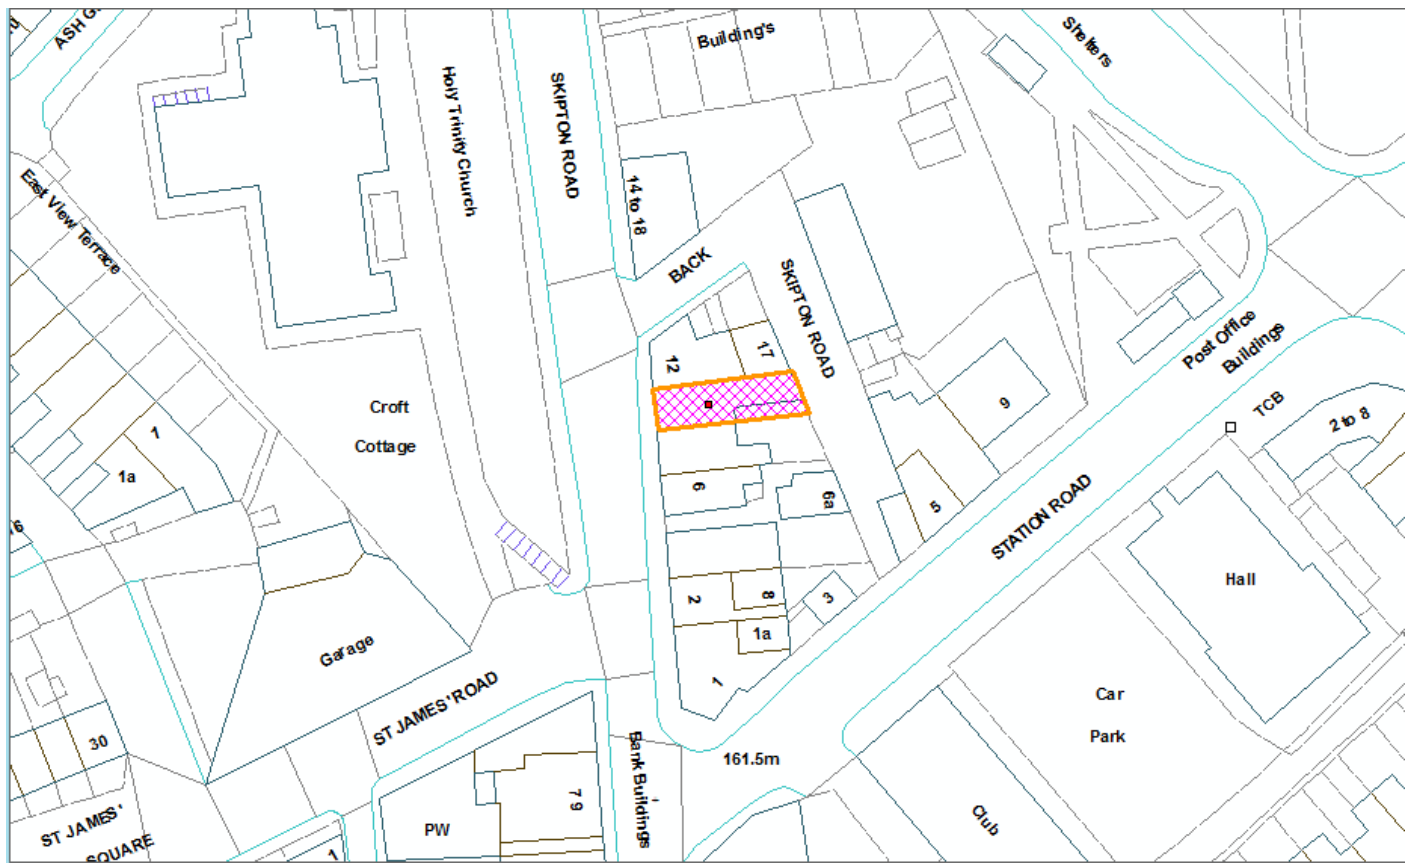 ASH G
Building's
Shelters
SKIPTON ROAD
Holy Trinity Church
East View Terrace
14 to 18
BACK
SKIPTON ROAD
12
17
Post Office
Buildings
TCB
2 to 8
9
Croft
Cottage
1
1a
6
6a
5
STATION ROAD
16
2
8
3
Hall
1a
Garage
1
ST JAMES' ROAD
Car
Park
30
Bank Buildings
161.5m
79
PW
Club
ST JAMES'
SQUARE
1